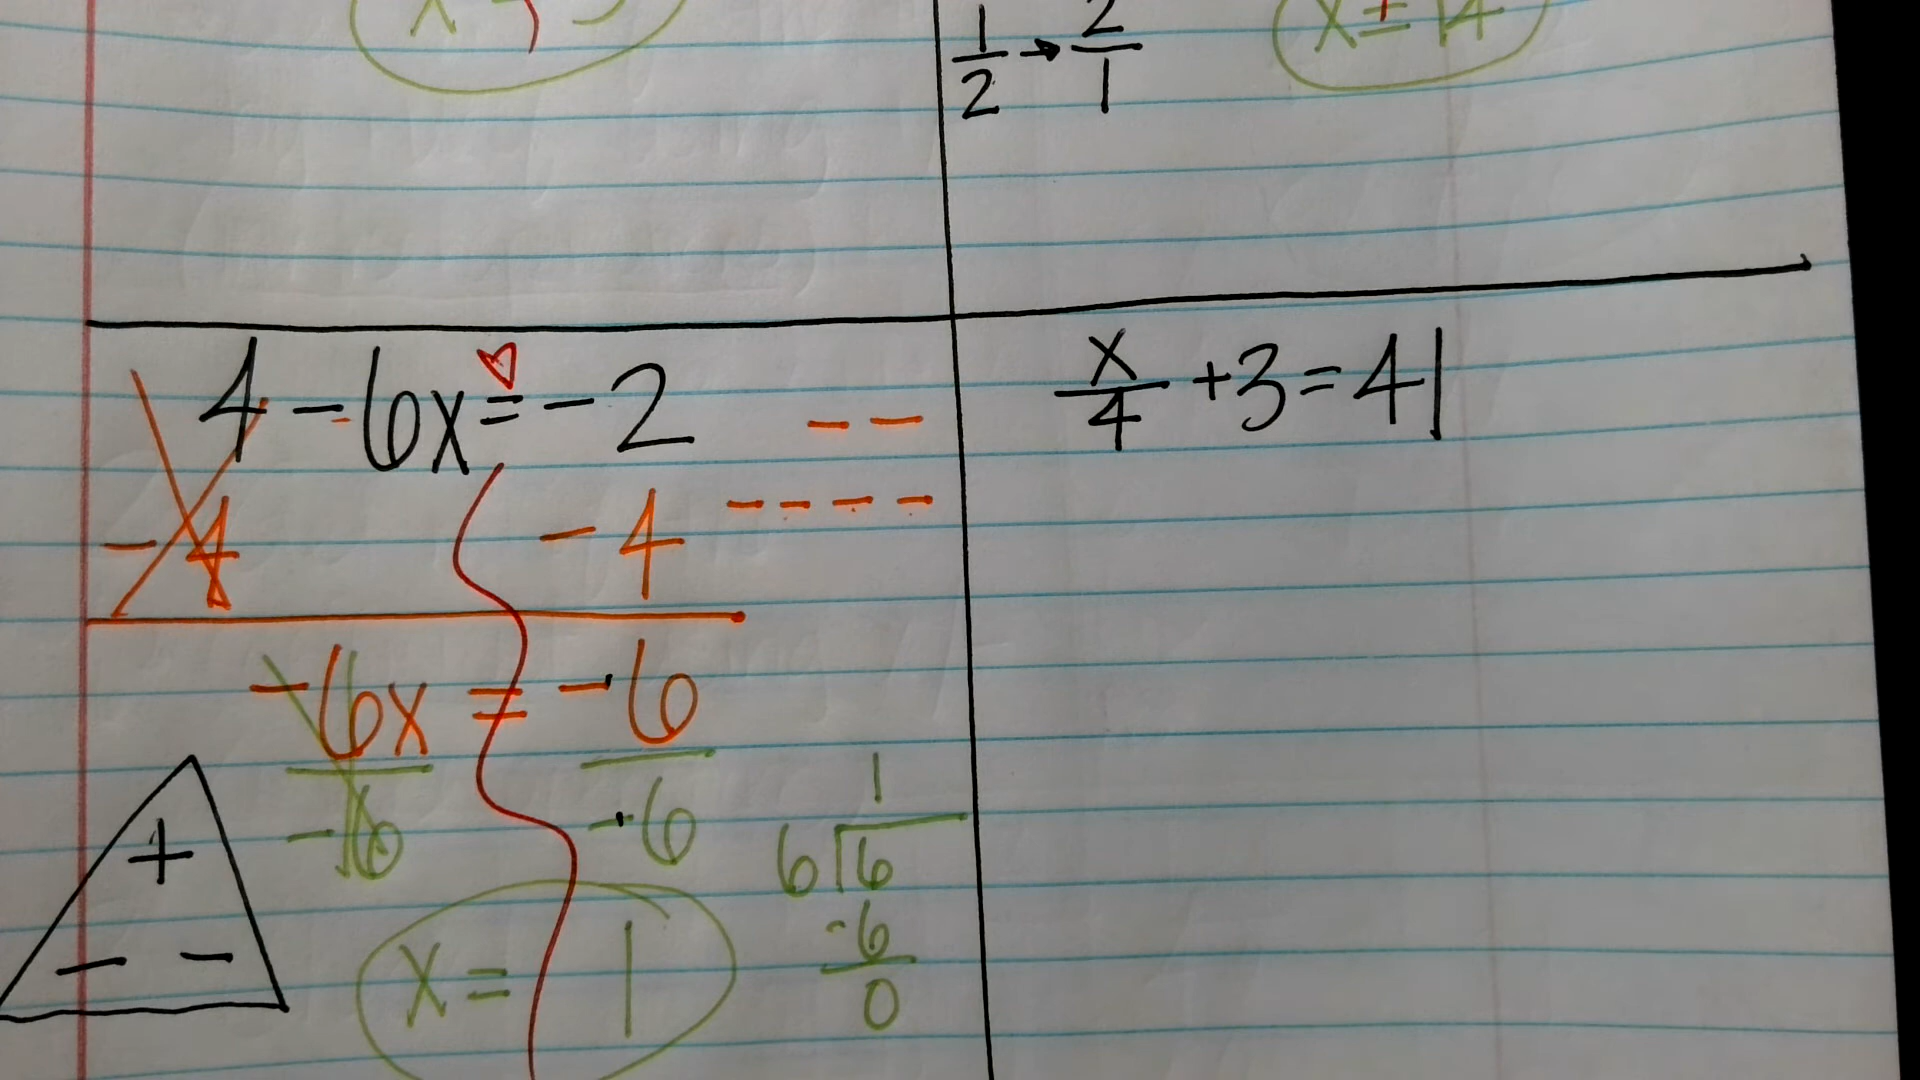 1/2 → 2/1
x = 14
4 - 6x = -2
-- 
- 4 - 4 ----
-6x = -6
-6 -6
x = 1
+
- -
1
6 6
-6
0
x/4 + 3 = 41